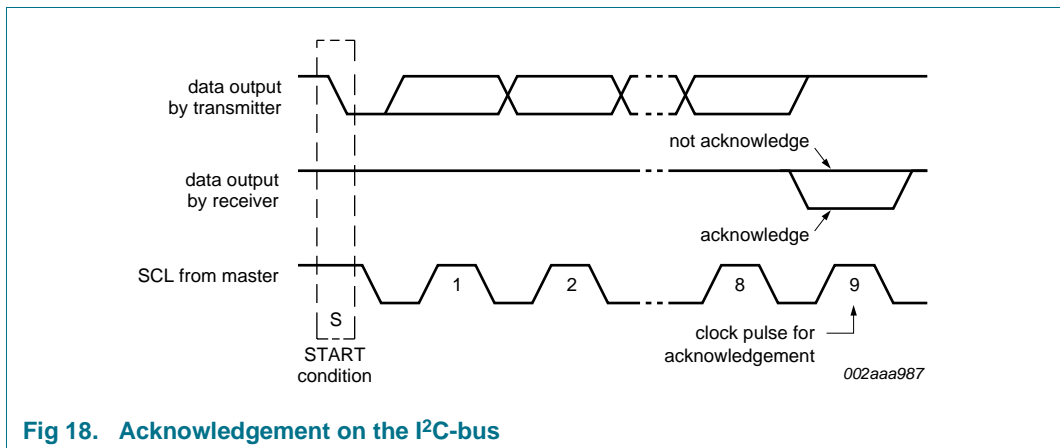 data output
by transmitter
not acknowledge
data output
by receiver
acknowledge
SCL from master
1
2
8
9
S
START
condition
clock pulse for
acknowledgement
002aaa987
Fig 18. Acknowledgement on the I²C-bus